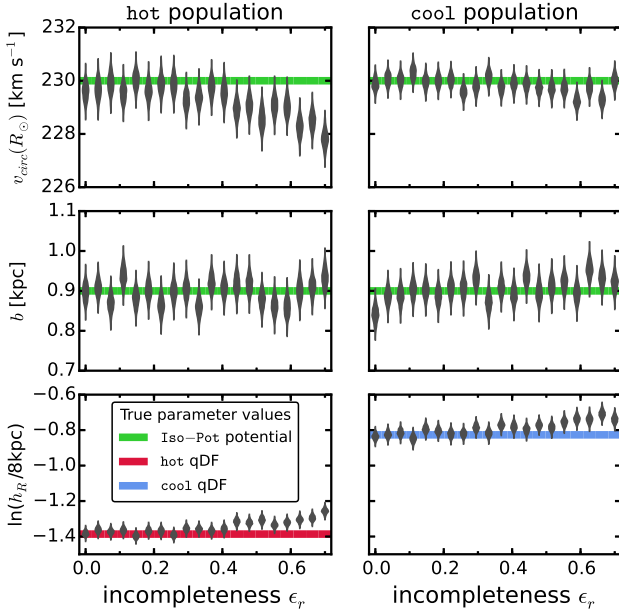 hot population
cool population
v_circ(R_⊙) [km s⁻¹]
232
230
228
226
b [kpc]
1.1
1.0
0.9
0.8
0.7
ln(h_R/8kpc)
−0.6
−0.8
−1.0
−1.2
−1.4
True parameter values
Iso−Pot potential
hot qDF
cool qDF
0.0 0.2 0.4 0.6
0.0 0.2 0.4 0.6
incompleteness ϵ_r
incompleteness ϵ_r